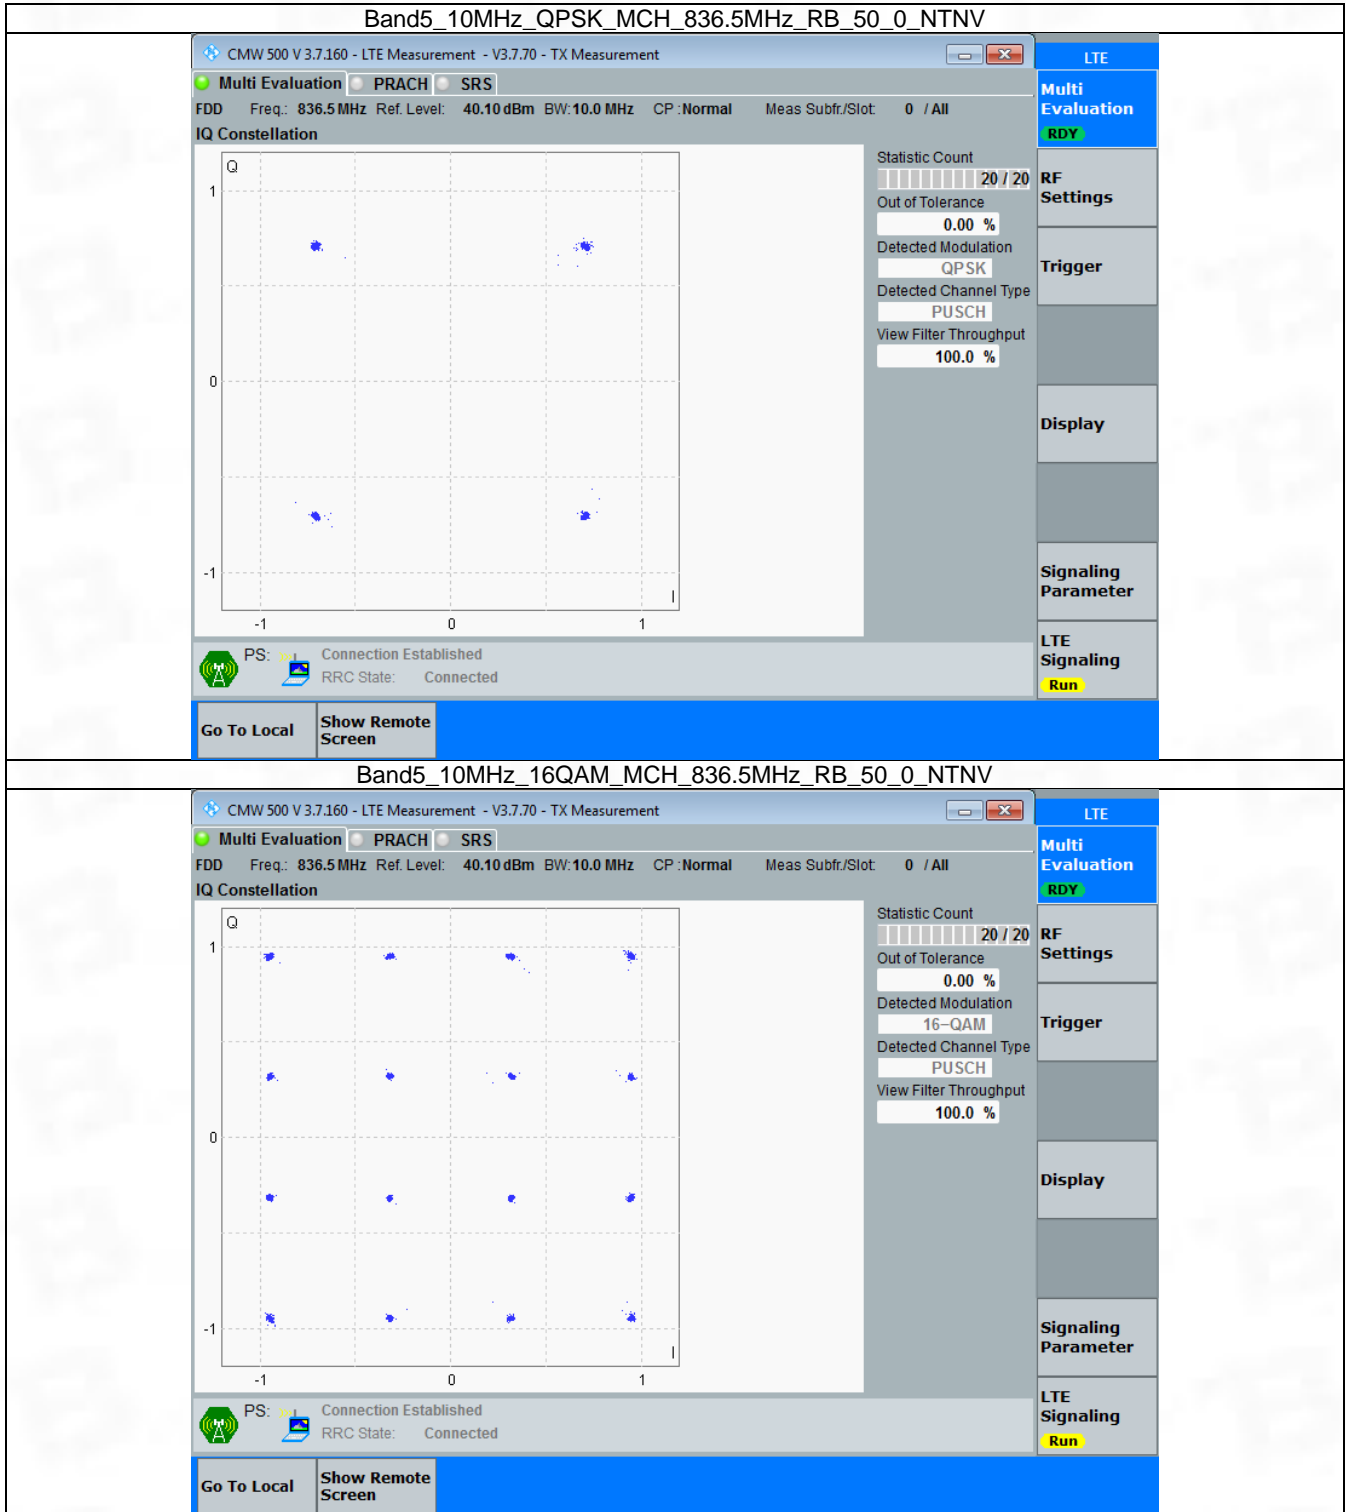 Band5_10MHz_QPSK_MCH_836.5MHz_RB_50_0_NTNV
CMW 500 V 3.7.160 - LTE Measurement - V3.7.70 - TX Measurement
LTE
Multi Evaluation PRACH SRS
Multi
Evaluation
RDY
FDD Freq.: 836.5 MHz Ref. Level: 40.10 dBm BW: 10.0 MHz CP : Normal Meas Subfr./Slot: 0 / All
IQ Constellation
Q
1
0
-1
I
-1 0 1
Statistic Count
20 / 20
Out of Tolerance
0.00 %
Detected Modulation
QPSK
Detected Channel Type
PUSCH
View Filter Throughput
100.0 %
RF
Settings
Trigger
Display
Signaling
Parameter
LTE
Signaling
Run
PS: Connection Established
RRC State: Connected
Go To Local
Show Remote
Screen
Band5_10MHz_16QAM_MCH_836.5MHz_RB_50_0_NTNV
CMW 500 V 3.7.160 - LTE Measurement - V3.7.70 - TX Measurement
LTE
Multi Evaluation PRACH SRS
Multi
Evaluation
RDY
FDD Freq.: 836.5 MHz Ref. Level: 40.10 dBm BW: 10.0 MHz CP : Normal Meas Subfr./Slot: 0 / All
IQ Constellation
Q
1
0
-1
I
-1 0 1
Statistic Count
20 / 20
Out of Tolerance
0.00 %
Detected Modulation
16-QAM
Detected Channel Type
PUSCH
View Filter Throughput
100.0 %
RF
Settings
Trigger
Display
Signaling
Parameter
LTE
Signaling
Run
PS: Connection Established
RRC State: Connected
Go To Local
Show Remote
Screen